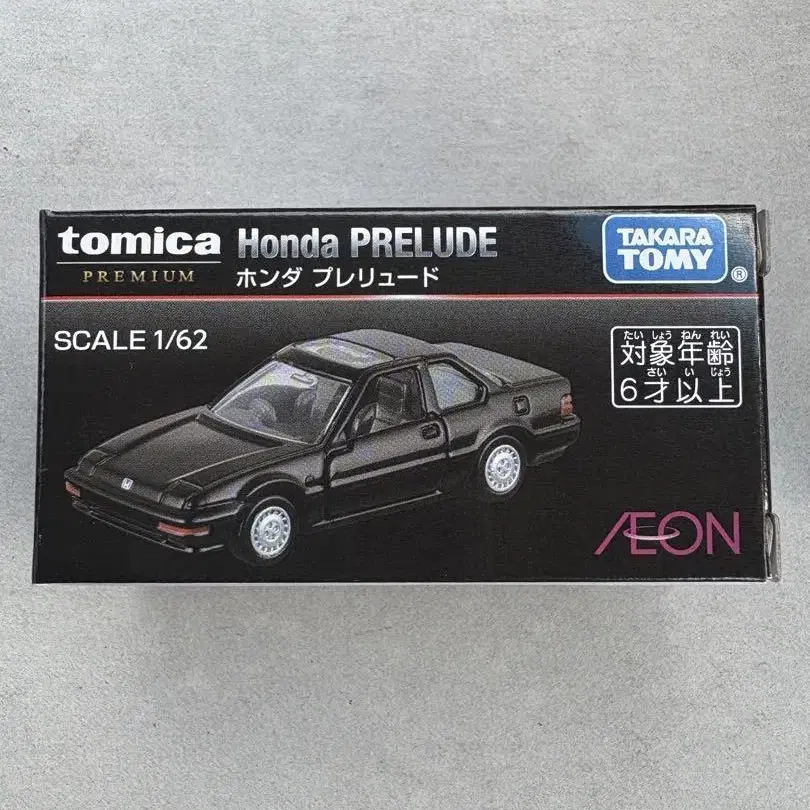 tomica
PREMIUM
Honda PRELUDE
ホンダ プレリュード
TAKARA
TOMY
®
SCALE 1/62
たい しょう ねん れい
対象年齢
さい い じょう
6才以上
ÆON